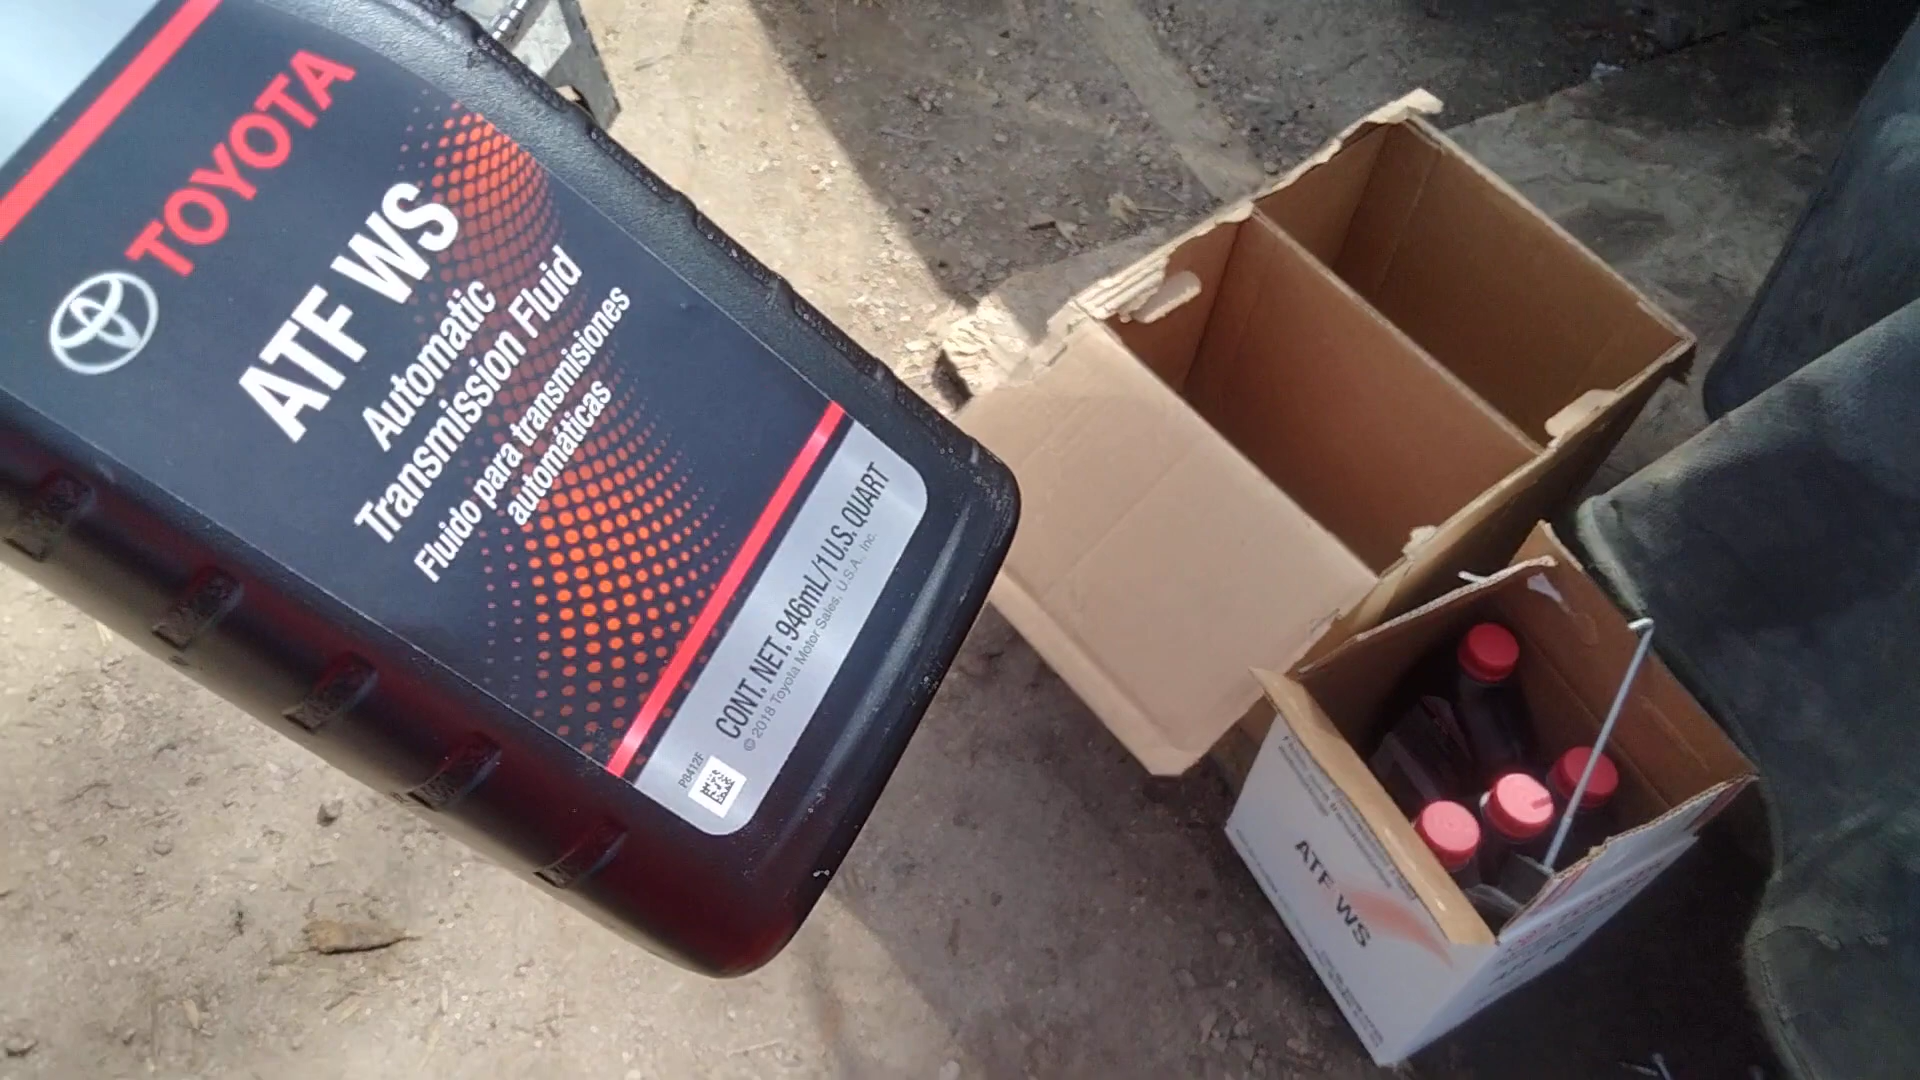 TOYOTA
ATF WS
Automatic
Transmission Fluid
Fluido para transmisiones
automáticas
CONT. NET. 946mL/1 U.S. QUART
© 2018 Toyota Motor Sales, U.S.A., Inc.
P8412F
ATF WS